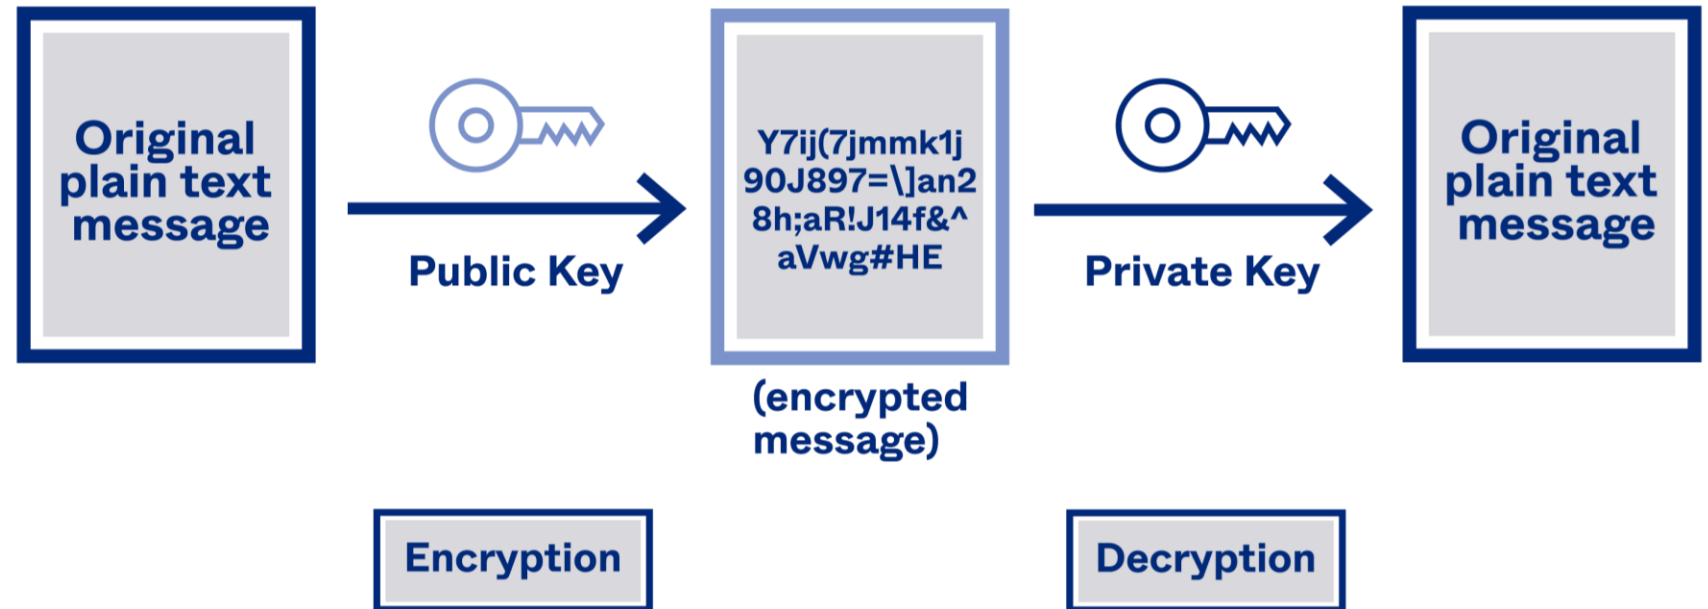 Original
plain text
message
Public Key
Y7ij(7jmmk1j
90J897=\]an2
8h;aR!J14f&^
aVwg#HE
(encrypted
message)
Private Key
Original
plain text
message
Encryption
Decryption